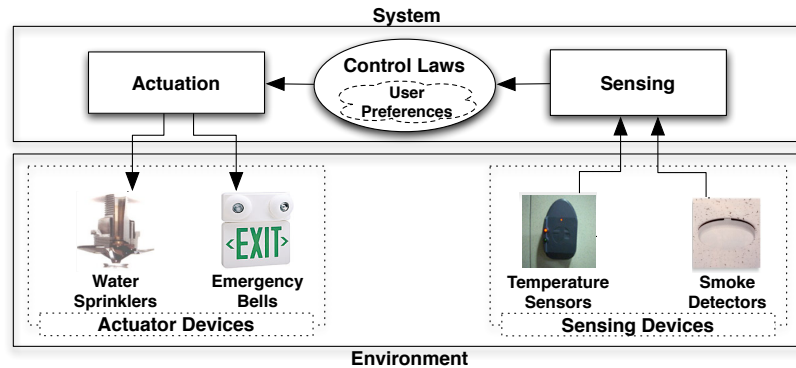 System
Actuation
Control Laws
User
Preferences
Sensing
<EXIT>
Water
Sprinklers
Emergency
Bells
Temperature
Sensors
Smoke
Detectors
Actuator Devices
Sensing Devices
Environment